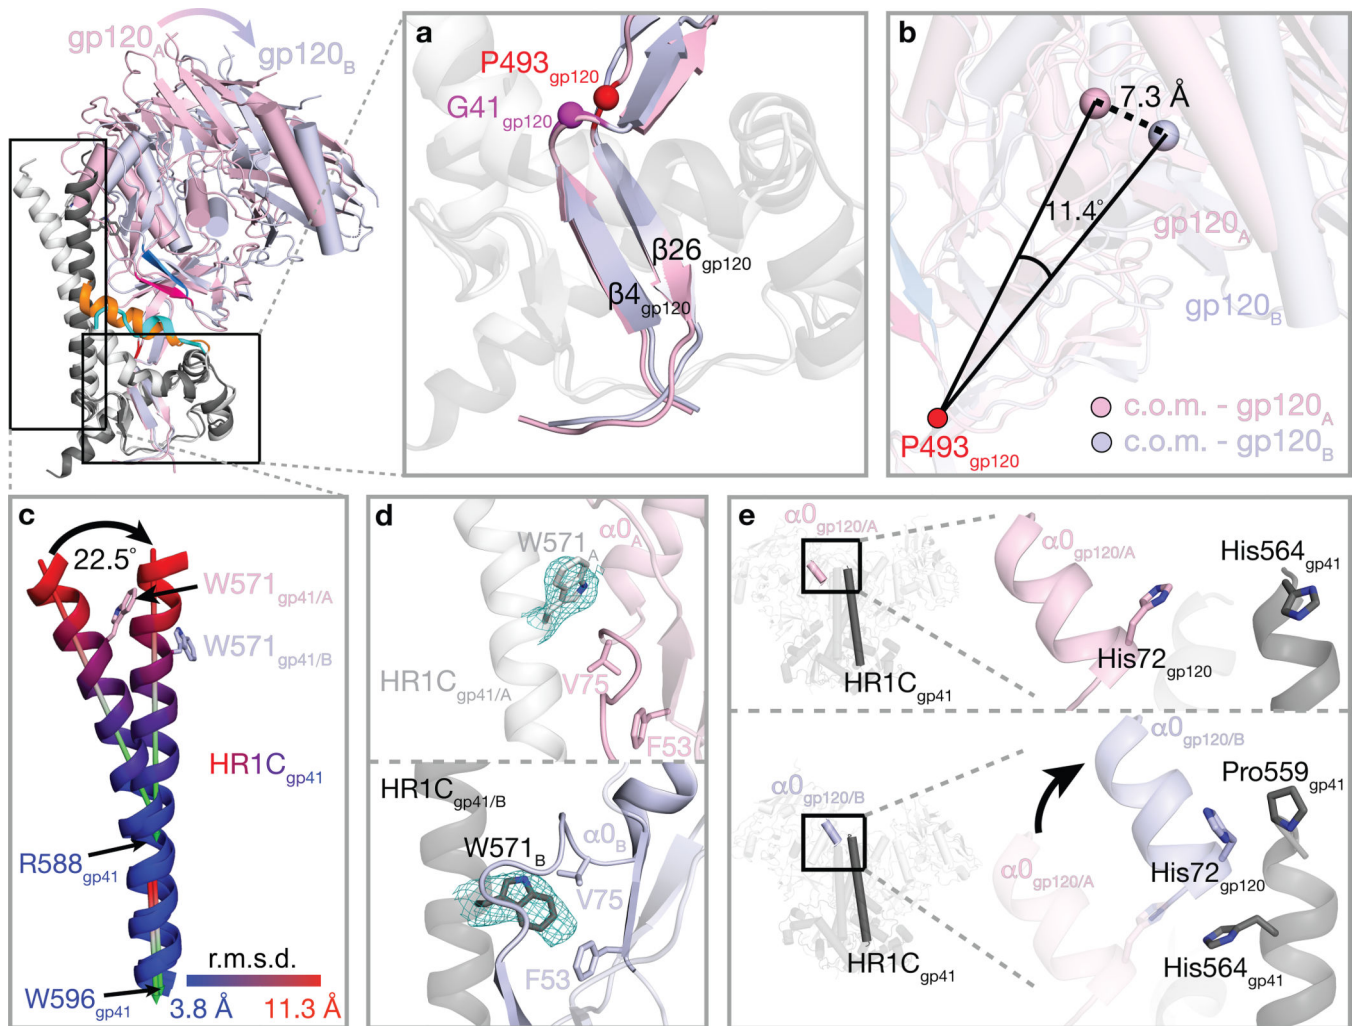 gp120A
gp120B
a
P493gp120
G41gp120
β26gp120
β4gp120
b
7.3 Å
11.4°
gp120A
gp120B
P493gp120
c.o.m. - gp120A
c.o.m. - gp120B
c
22.5°
W571gp41/A
W571gp41/B
HR1Cgp41
R588gp41
r.m.s.d.
W596gp41
3.8 Å
11.3 Å
d
α0A
W571A
HR1Cgp41/A
V75
F53
HR1Cgp41/B
α0B
W571B
V75
F53
e
α0gp120/A
α0gp120/A
His564gp41
His72gp120
HR1Cgp41
α0gp120/B
α0gp120/B
Pro559gp41
α0gp120/A
His72gp120
His564gp41
HR1Cgp41